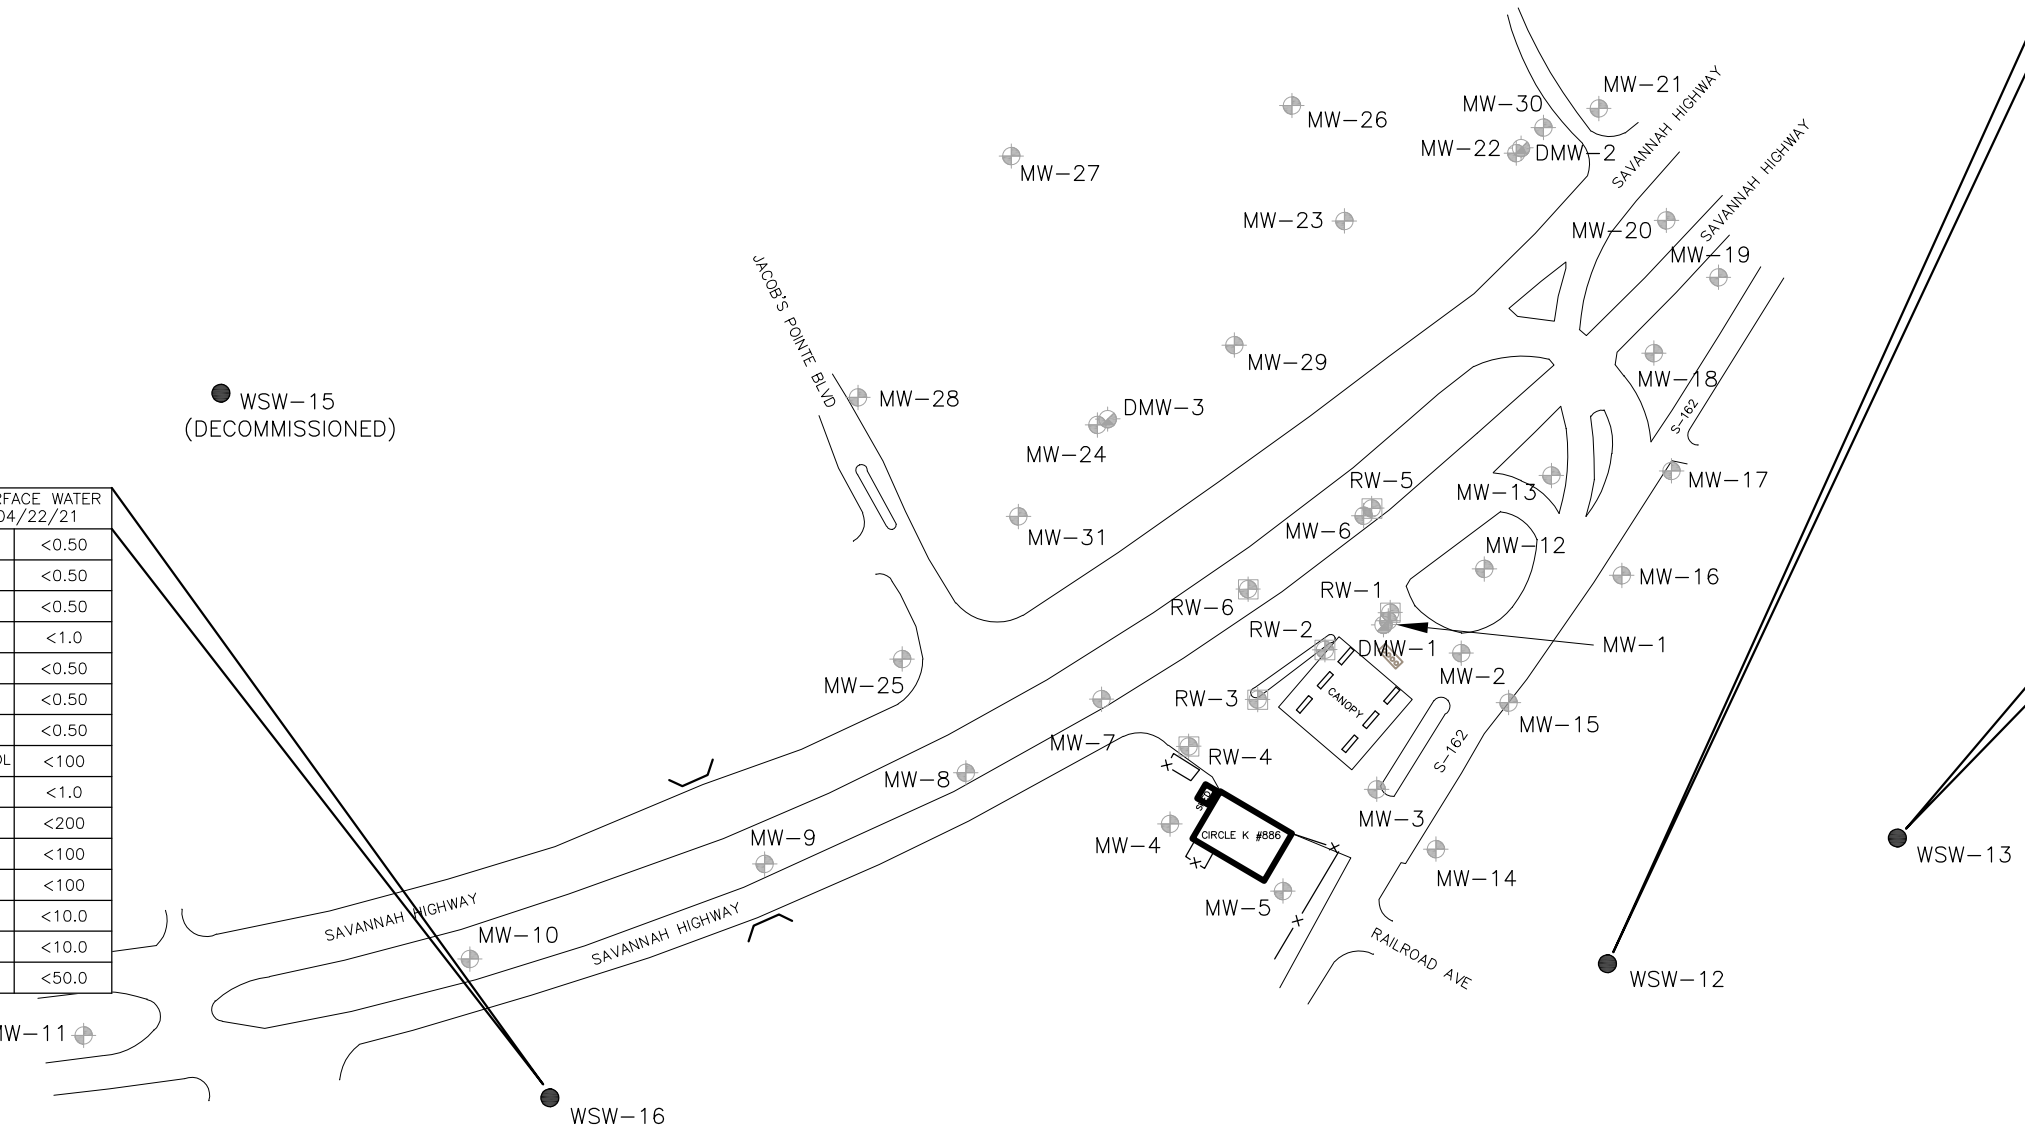 MW-21
MW-30
MW-26
SAVANNAH HIGHWAY
MW-22
DMW-2
MW-27
SAVANNAH HIGHWAY
MW-23
MW-20
MW-19
JACOB'S POINTE BLVD
MW-29
MW-18
WSW-15
(DECOMMISSIONED)
MW-28
DMW-3
S-162
MW-24
RW-5
MW-17
MW-13
RFACE WATER
04/22/21
<0.50
<0.50
<0.50
<1.0
<0.50
<0.50
<0.50
OL <100
<1.0
<200
<100
<100
<10.0
<10.0
<50.0
MW-31
MW-6
MW-12
MW-16
RW-1
RW-6
RW-2
DMW-1
MW-1
MW-2
MW-25
RW-3
CANOPY
MW-15
MW-7
S-162
RW-4
MW-8
X
MW-3
MW-9
MW-4
CIRCLE K #886
X
X
MW-14
WSW-13
MW-5
X
SAVANNAH HIGHWAY
SAVANNAH HIGHWAY
MW-10
RAILROAD AVE
WSW-12
MW-11
WSW-16